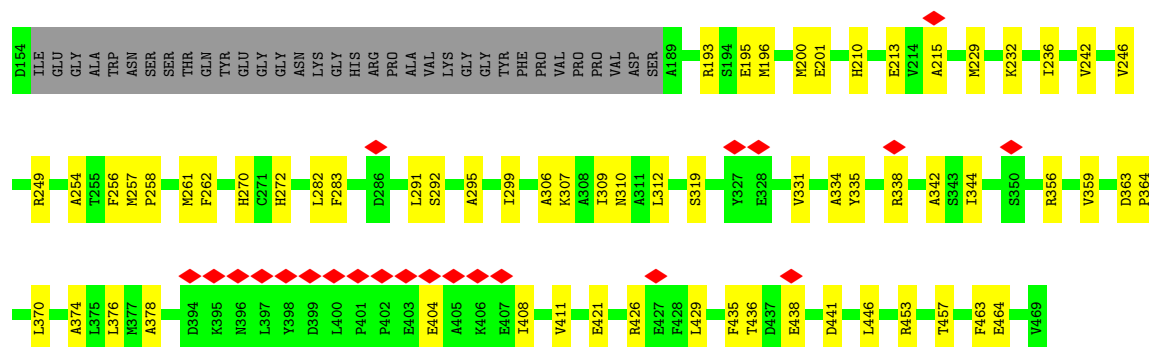 D154 ILE GLU GLY ALA TRP ASN SER SER THR GLN TYR GLU GLY GLY ASN LYS GLY HIS ARG PRO ALA VAL LYS GLY GLY TYR PHE PRO VAL PRO PRO VAL ASP SER A189 R193 S194 E195 M196 M200 E201 H210 E213 V214 A215 M229 K232 I236 V242 V246
R249 A254 T255 F256 M257 P258 M261 F262 H270 C271 H272 L282 F283 D286 L291 S292 A295 I299 A306 K307 A308 I309 N310 A311 L312 S319 Y327 E328 V331 A334 Y335 R338 A342 S343 I344 S350 R356 V359 D363 P364
L370 A374 L375 L376 M377 A378 D394 K395 N396 L397 Y398 D399 L400 P401 P402 E403 E404 A405 K406 E407 I408 V411 E421 R426 E427 F428 L429 F435 T436 D437 E438 D441 L446 R453 T457 F463 E464 V469